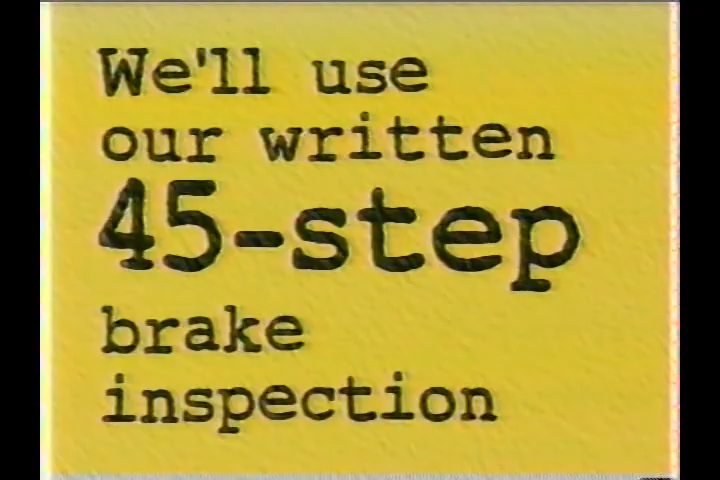 We'll use
our written
45-step
brake
inspection